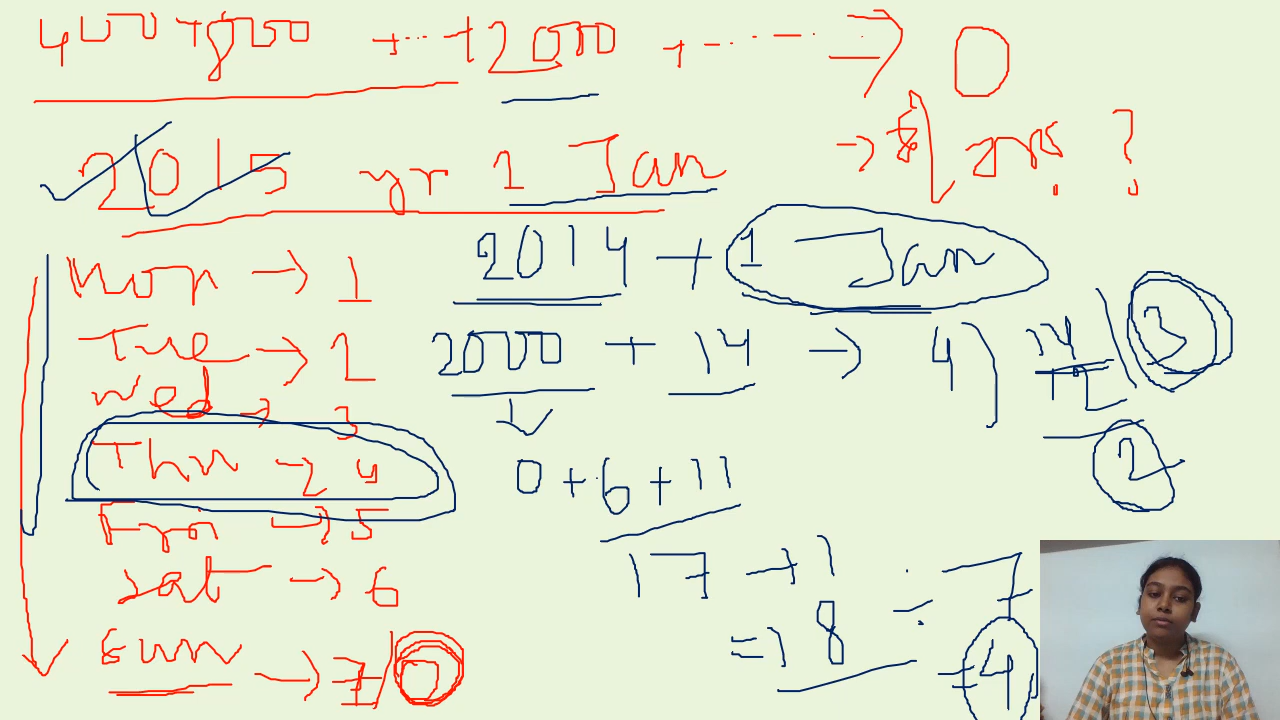 400 + 800 +...+ 2000 + ....... → 0
→ yrs ?
2015 yr 1 Jan
2014 + 1 Jan
Mon → 1
2000 + 14 → 4) 14 / 3
12
2
Tue → 2
Wed → 3
Thu → 4
0 + 6 + 11
Fri → 5
17 + 1 ÷ 7
Sat → 6
⇒ 18
= 4
Sun → 7/0